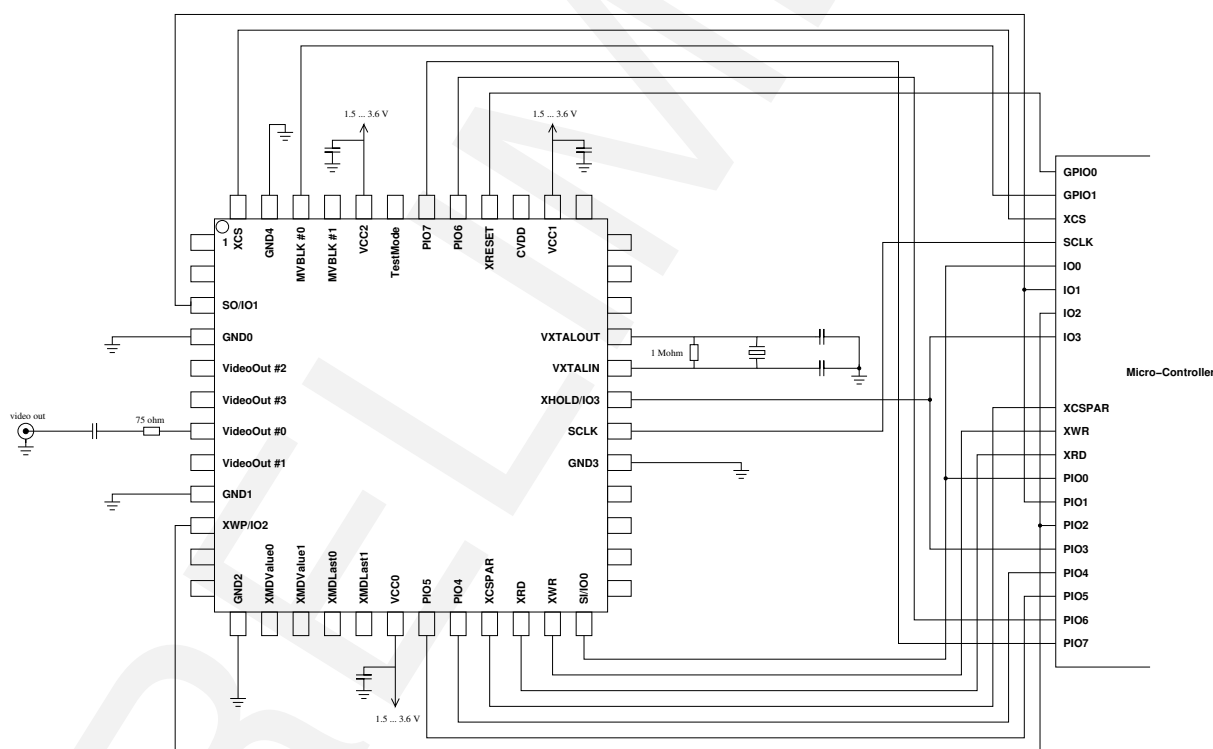 1.5 ... 3.6 V
1.5 ... 3.6 V
1
XCS
GND4
MVBLK #0
MVBLK #1
VCC2
TestMode
PIO7
PIO6
XRESET
CVDD
VCC1
SO/IO1
GND0
VideoOut #2
VideoOut #3
VideoOut #0
VideoOut #1
GND1
XWP/IO2
video out
75 ohm
VXTALOUT
VXTALIN
XHOLD/IO3
SCLK
GND3
1 Mohm
GND2
XMDValue0
XMDValue1
XMDLast0
XMDLast1
VCC0
PIO5
PIO4
XCSPAR
XRD
XWR
SI/IO0
1.5 ... 3.6 V
GPIO0
GPIO1
XCS
SCLK
IO0
IO1
IO2
IO3
Micro-Controller
XCSPAR
XWR
XRD
PIO0
PIO1
PIO2
PIO3
PIO4
PIO5
PIO6
PIO7